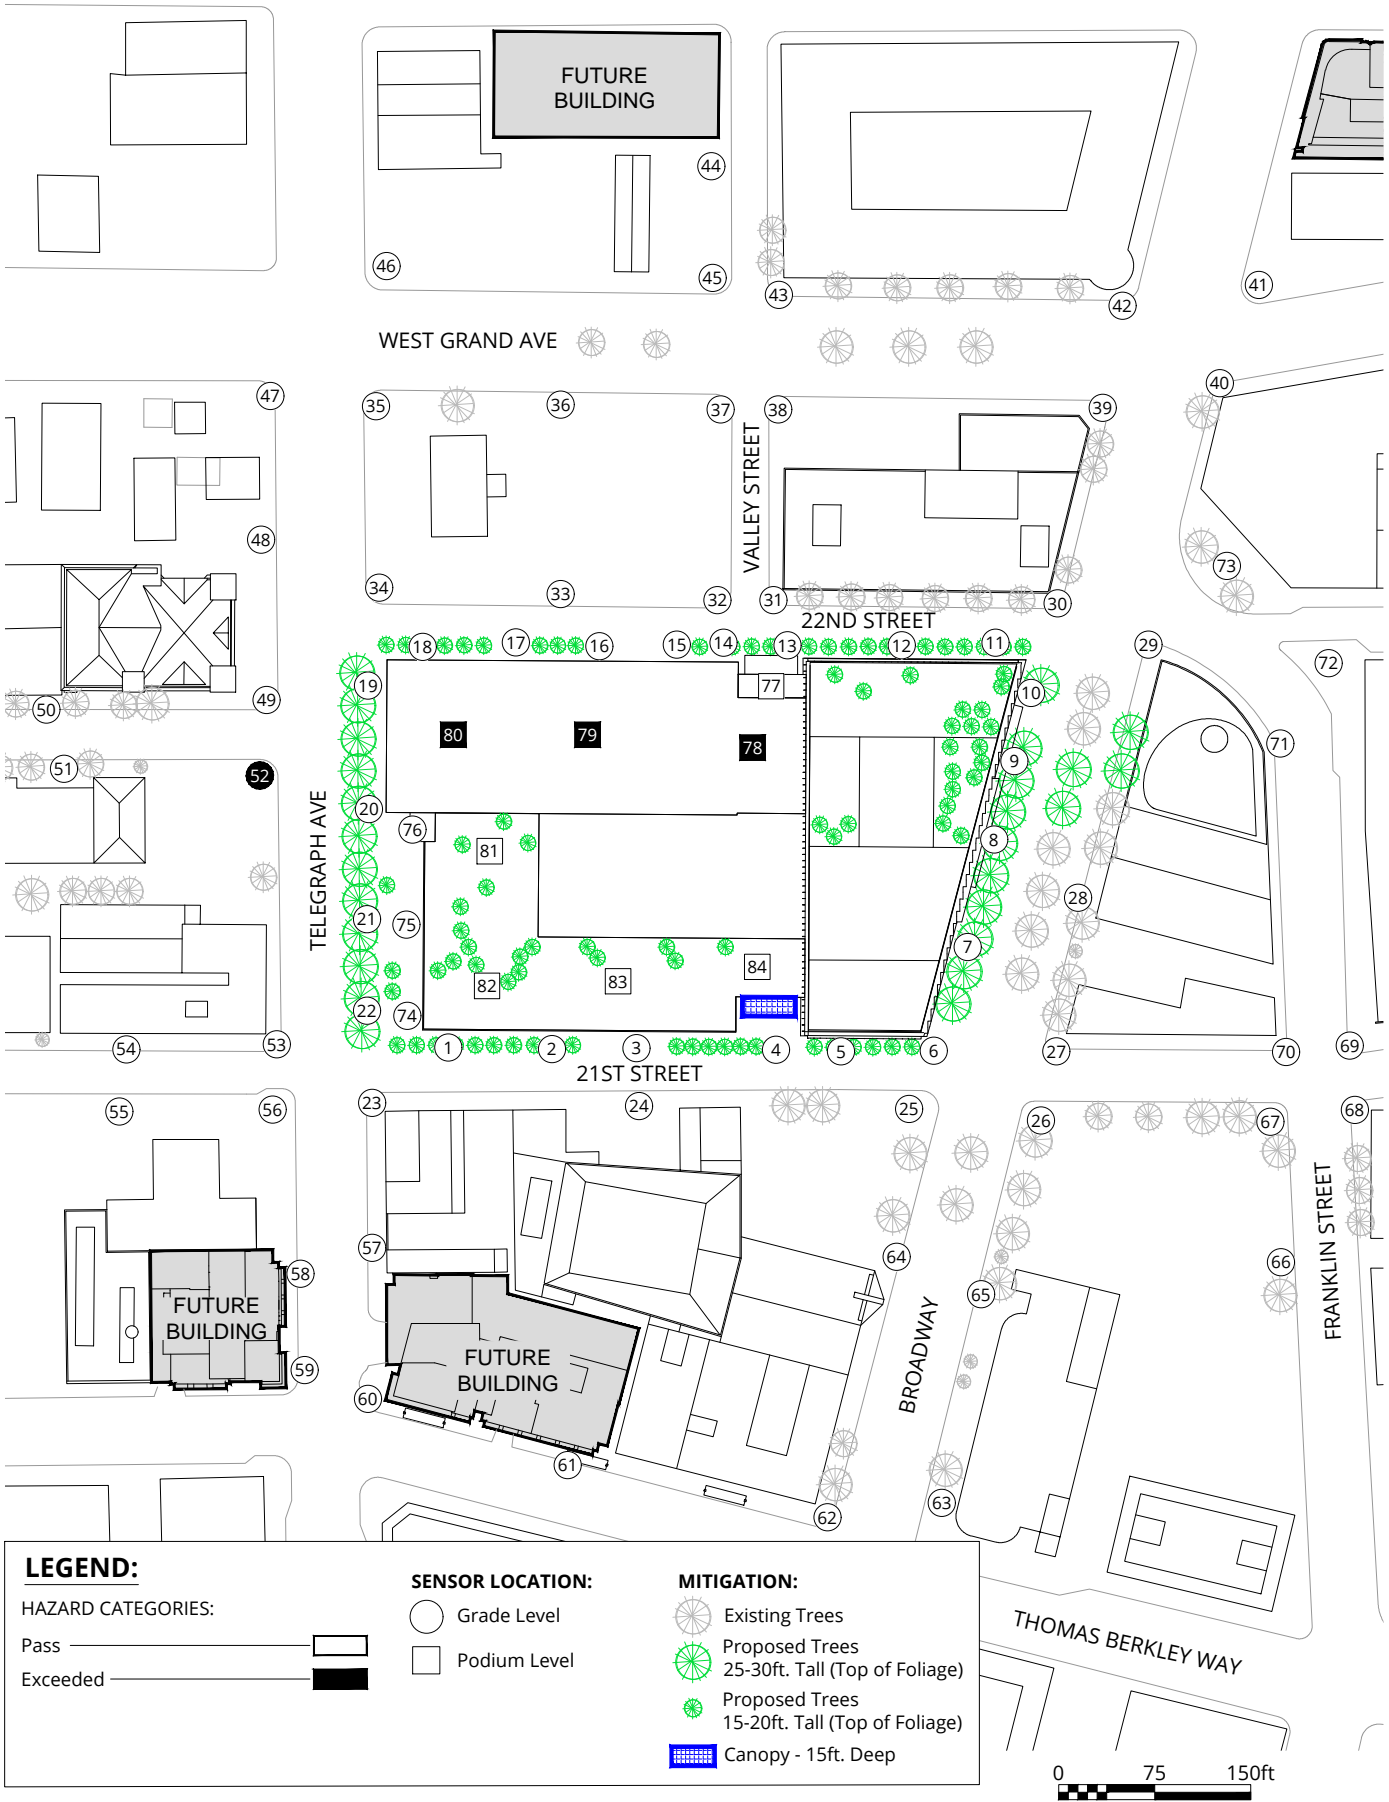 FUTURE
BUILDING
44
46
45
43
42
41
WEST GRAND AVE
47
35
36
37
38
39
40
VALLEY STREET
48
34
33
32
31
30
73
22ND STREET
18
17
16
15
14
13
12
11
29
72
19
77
10
49
50
80
79
78
9
71
51
52
20
76
81
8
TELEGRAPH AVE
21
75
28
7
82
83
84
22
74
54
53
1
2
3
4
5
6
27
70
69
21ST STREET
55
56
23
24
25
26
67
68
57
58
64
65
66
FRANKLIN STREET
FUTURE
BUILDING
FUTURE
BUILDING
59
60
BROADWAY
61
62
63
THOMAS BERKLEY WAY
LEGEND:
HAZARD CATEGORIES:
Pass
Exceeded
SENSOR LOCATION:
Grade Level
Podium Level
MITIGATION:
Existing Trees
Proposed Trees
25-30ft. Tall (Top of Foliage)
Proposed Trees
15-20ft. Tall (Top of Foliage)
Canopy - 15ft. Deep
0 75 150ft